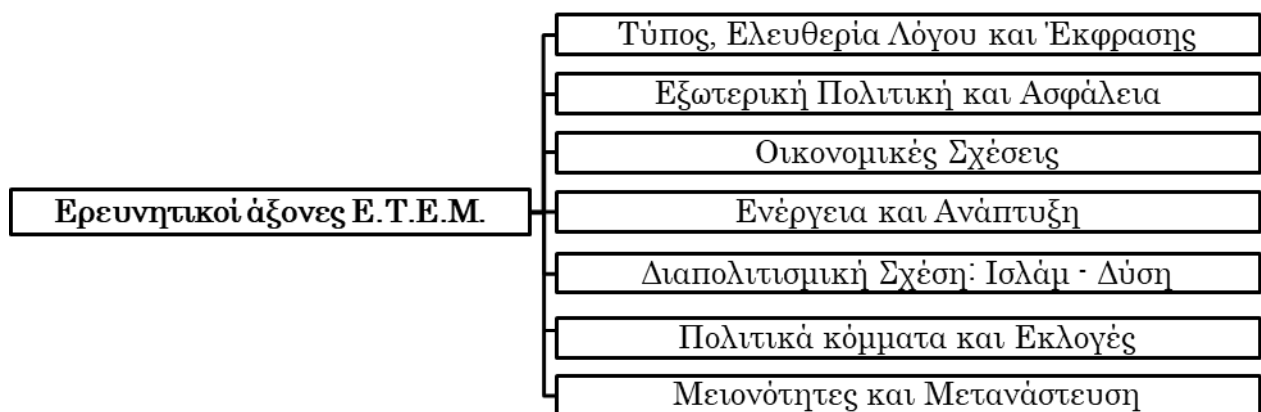 Τύπος, Ελευθερία Λόγου και Έκφρασης
Εξωτερική Πολιτική και Ασφάλεια
Οικονομικές Σχέσεις
Ερευνητικοί άξονες Ε.Τ.Ε.Μ.
Ενέργεια και Ανάπτυξη
Διαπολιτισμική Σχέση: Ισλάμ - Δύση
Πολιτικά κόμματα και Εκλογές
Μειονότητες και Μετανάστευση